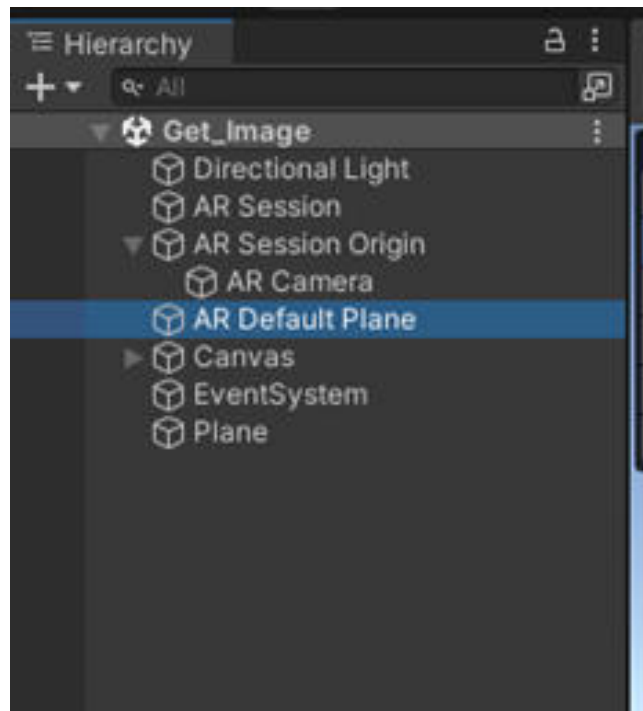 Hierarchy
All
Get_Image
Directional Light
AR Session
AR Session Origin
AR Camera
AR Default Plane
Canvas
EventSystem
Plane